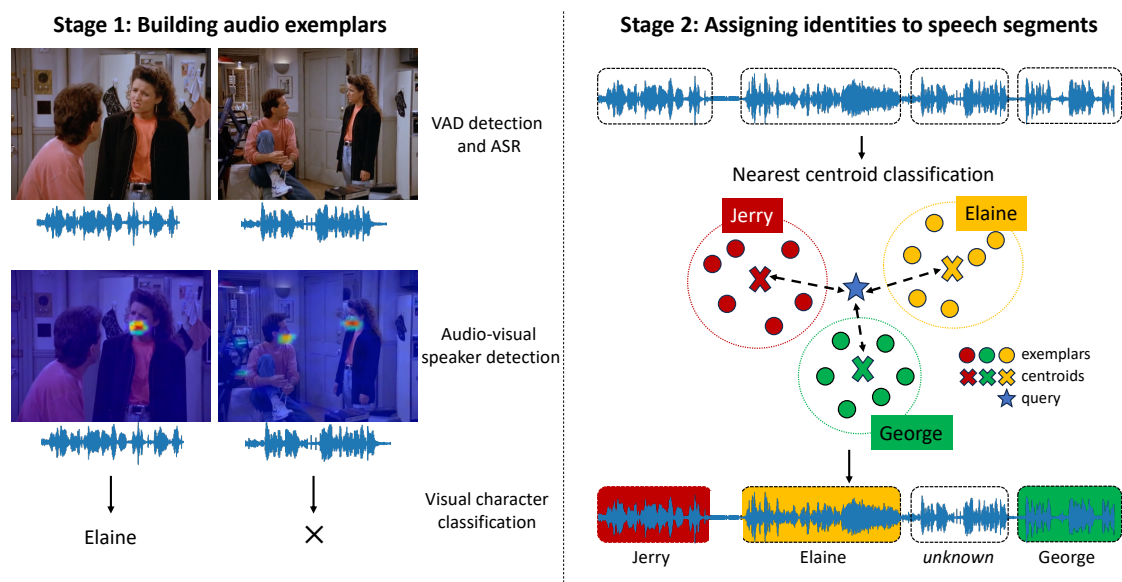 Stage 1: Building audio exemplars
VAD detection
and ASR
Audio-visual
speaker detection
Visual character
classification
Elaine
×
Stage 2: Assigning identities to speech segments
Nearest centroid classification
Jerry
Elaine
George
exemplars
centroids
query
Jerry
Elaine
unknown
George